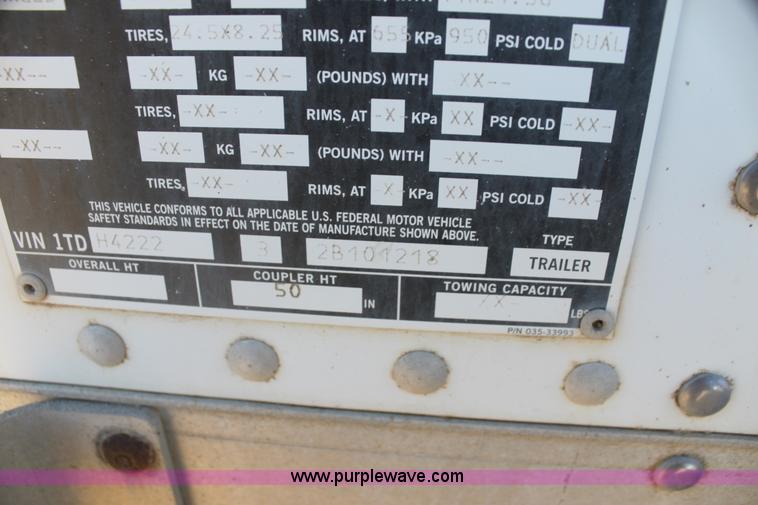 TIRES, 24.5X8.25 RIMS, AT 655 KPa 950 PSI COLD DUAL
-XX-- -XX- KG -XX- (POUNDS) WITH -XX--
TIRES, -XX- RIMS, AT -X- KPa XX PSI COLD -XX-
-XX-- -XX- KG -XX- (POUNDS) WITH -XX--
TIRES, -XX- RIMS, AT -X- KPa XX PSI COLD -XX-
THIS VEHICLE CONFORMS TO ALL APPLICABLE U.S. FEDERAL MOTOR VEHICLE
SAFETY STANDARDS IN EFFECT ON THE DATE OF MANUFACTURE SHOWN ABOVE.
TYPE
VIN 1TD H4222 3 2B101218 TRAILER
OVERALL HT COUPLER HT TOWING CAPACITY
50 IN LBS
P/N 035-33993
www.purplewave.com